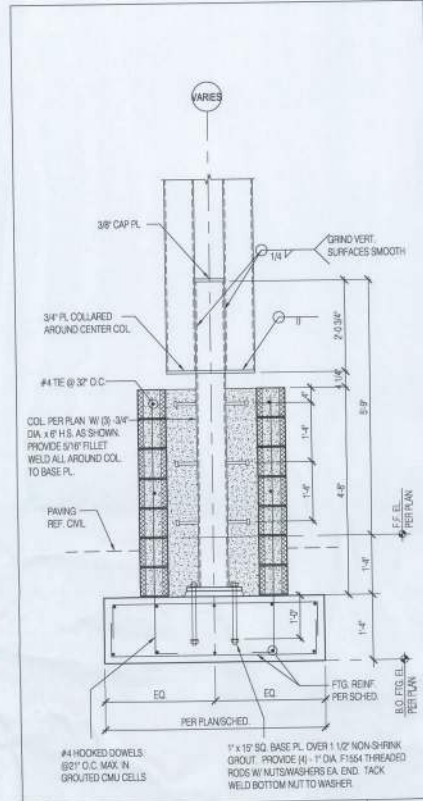 VARIES
3/8" CAP PL
GRIND VERT.
SURFACES SMOOTH
1/4
3/4" PL COLLARED
AROUND CENTER COL
2'-0 3/4"
5'-9"
#4 TIE @ 32" O.C.
COL. PER PLAN W/ (3) -3/4"
DIA. x 6" H.S. AS SHOWN.
PROVIDE 5/16" FILLET
WELD ALL AROUND COL.
TO BASE PL.
4"
1'-4"
1'-4"
4'-8"
PAVING
REF. CIVIL
F.F. EL.
PER PLAN
1'-4"
1'-0"
1'-4"
B.O. FTG. EL.
PER PLAN
FTG. REINF.
PER SCHED.
EQ.
EQ.
PER PLAN/SCHED.
#4 HOOKED DOWELS
@21" O.C. MAX. IN
GROUTED CMU CELLS
1" x 15" SQ. BASE PL. OVER 1 1/2" NON-SHRINK
GROUT. PROVIDE (4) - 1" DIA. F1554 THREADED
RODS W/ NUTS/WASHERS EA. END. TACK
WELD BOTTOM NUT TO WASHER.